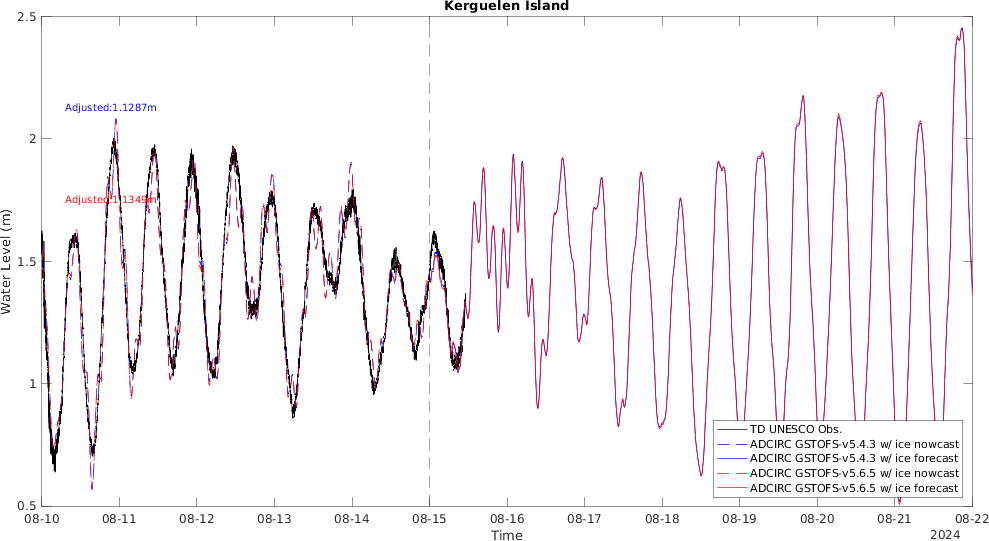 Kerguelen Island
2.5
2
1.5
1
0.5
Water Level (m)
Adjusted:1.1287m
Adjusted:1.1349m
TD UNESCO Obs.
ADCIRC GSTOFS-v5.4.3 w/ ice nowcast
ADCIRC GSTOFS-v5.4.3 w/ ice forecast
ADCIRC GSTOFS-v5.6.5 w/ ice nowcast
ADCIRC GSTOFS-v5.6.5 w/ ice forecast
08-10 08-11 08-12 08-13 08-14 08-15 08-16 08-17 08-18 08-19 08-20 08-21 08-22
Time
2024